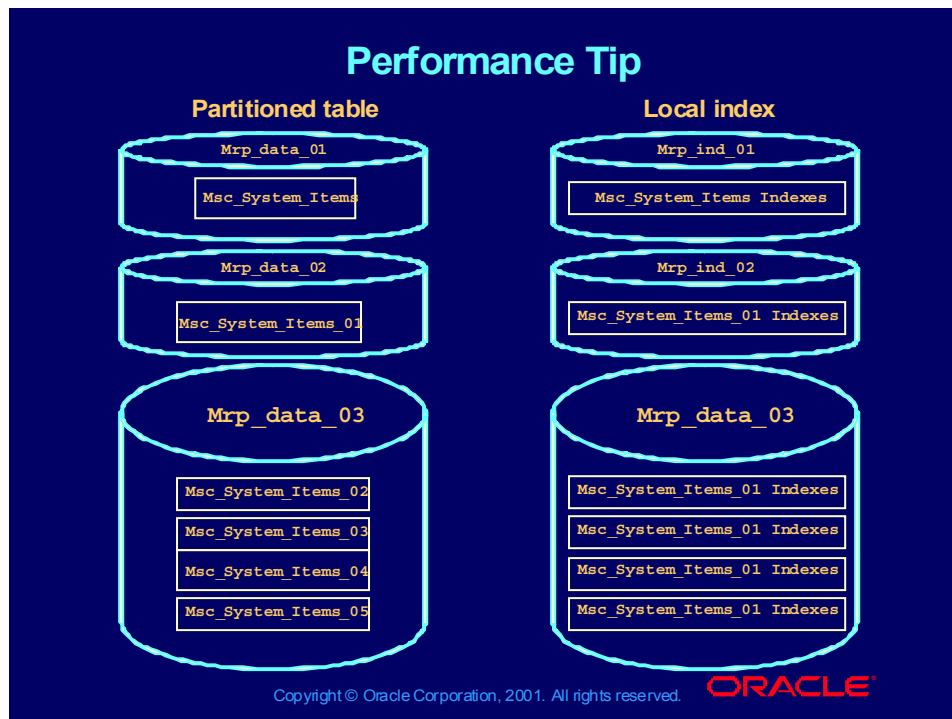 Performance Tip
Partitioned table
Mrp_data_01
Msc_System_Items
Mrp_data_02
Msc_System_Items_01
Mrp_data_03
Msc_System_Items_02
Msc_System_Items_03
Msc_System_Items_04
Msc_System_Items_05
Local index
Mrp_ind_01
Msc_System_Items Indexes
Mrp_ind_02
Msc_System_Items_01 Indexes
Mrp_data_03
Msc_System_Items_01 Indexes
Msc_System_Items_01 Indexes
Msc_System_Items_01 Indexes
Msc_System_Items_01 Indexes
Copyright © Oracle Corporation, 2001. All rights reserved.
ORACLE®